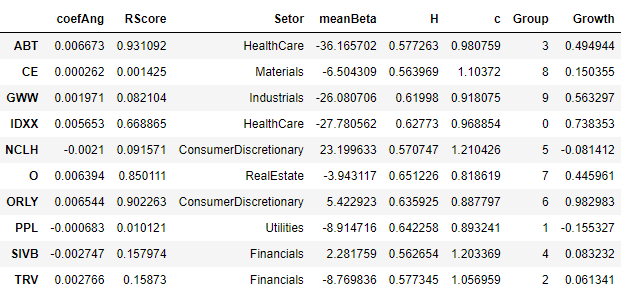 coefAng RScore Setor meanBeta H c Group Growth
ABT 0.006673 0.931092 HealthCare -36.165702 0.577263 0.980759 3 0.494944
CE 0.000262 0.001425 Materials -6.504309 0.563969 1.10372 8 0.150355
GWW 0.001971 0.082104 Industrials -26.080706 0.61998 0.918075 9 0.563297
IDXX 0.005653 0.668865 HealthCare -27.780562 0.62773 0.968854 0 0.738353
NCLH -0.0021 0.091571 ConsumerDiscretionary 23.199633 0.570747 1.210426 5 -0.081412
O 0.006394 0.850111 RealEstate -3.943117 0.651226 0.818619 7 0.445961
ORLY 0.006544 0.902263 ConsumerDiscretionary 5.422923 0.635925 0.887797 6 0.982983
PPL -0.000683 0.010121 Utilities -8.914716 0.642258 0.893241 1 -0.155327
SIVB -0.002747 0.157974 Financials 2.281759 0.562654 1.203369 4 0.083232
TRV 0.002766 0.15873 Financials -8.769836 0.577345 1.056959 2 0.061341